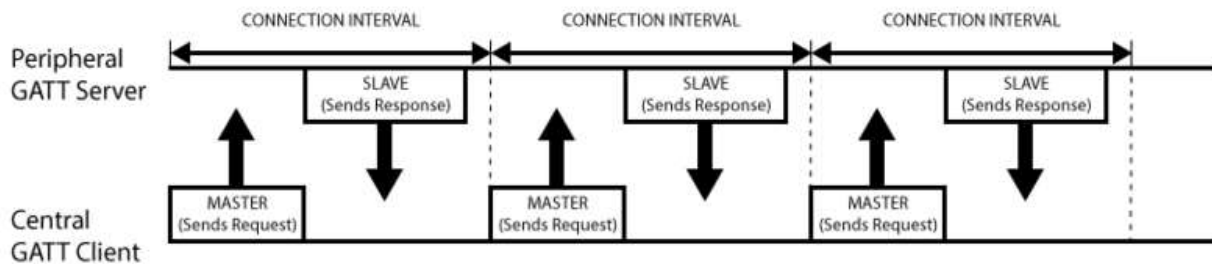 CONNECTION INTERVAL
CONNECTION INTERVAL
CONNECTION INTERVAL
Peripheral
GATT Server
SLAVE
(Sends Response)
SLAVE
(Sends Response)
SLAVE
(Sends Response)
MASTER
(Sends Request)
MASTER
(Sends Request)
MASTER
(Sends Request)
Central
GATT Client